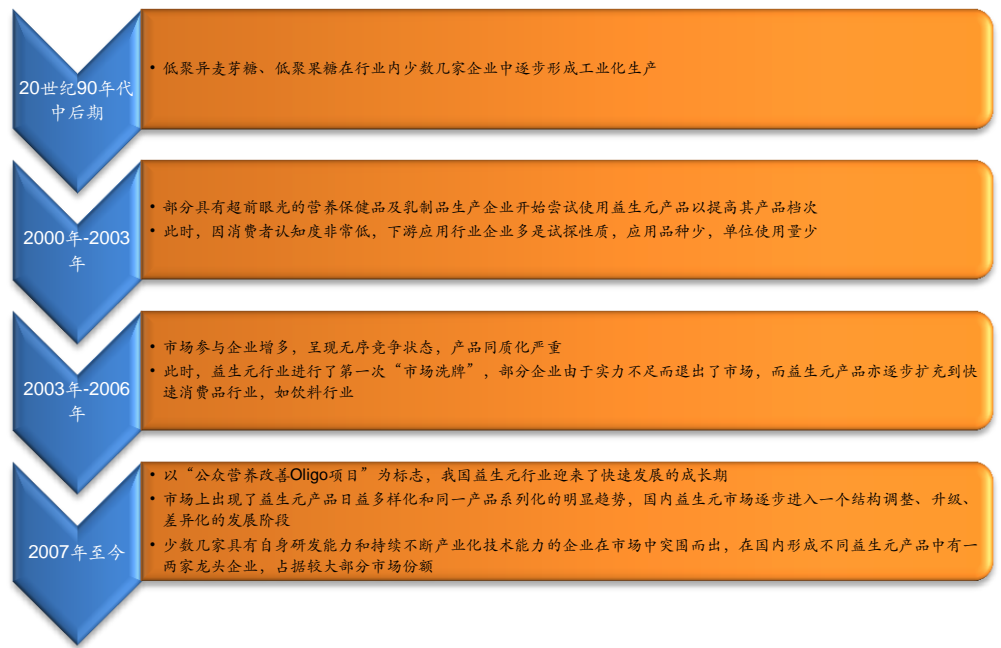 20世纪90年代
中后期
• 低聚异麦芽糖、低聚果糖在行业内少数几家企业中逐步形成工业化生产
2000年-2003
年
• 部分具有超前眼光的营养保健品及乳制品生产企业开始尝试使用益生元产品以提高其产品档次
• 此时，因消费者认知度非常低，下游应用行业企业多是试探性质，应用品种少，单位使用量少
2003年-2006
年
• 市场参与企业增多，呈现无序竞争状态，产品同质化严重
• 此时，益生元行业进行了第一次“市场洗牌”，部分企业由于实力不足而退出了市场，而益生元产品亦逐步扩充到快
速消费品行业，如饮料行业
2007年至今
• 以“公众营养改善Oligo项目”为标志，我国益生元行业迎来了快速发展的成长期
• 市场上出现了益生元产品日益多样化和同一产品系列化的明显趋势，国内益生元市场逐步进入一个结构调整、升级、
差异化的发展阶段
• 少数几家具有自身研发能力和持续不断产业化技术能力的企业在市场中突围而出，在国内形成不同益生元产品中有一
两家龙头企业，占据较大部分市场份额